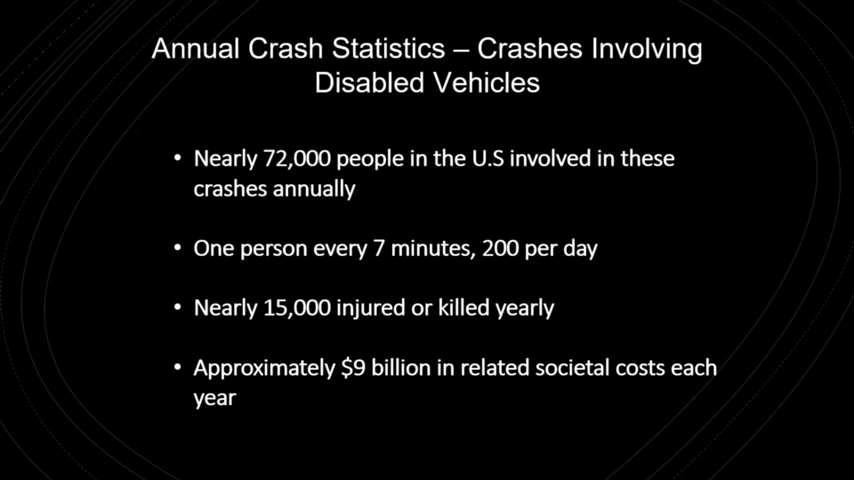 Annual Crash Statistics – Crashes Involving
Disabled Vehicles
• Nearly 72,000 people in the U.S involved in these
crashes annually
• One person every 7 minutes, 200 per day
• Nearly 15,000 injured or killed yearly
• Approximately $9 billion in related societal costs each
year